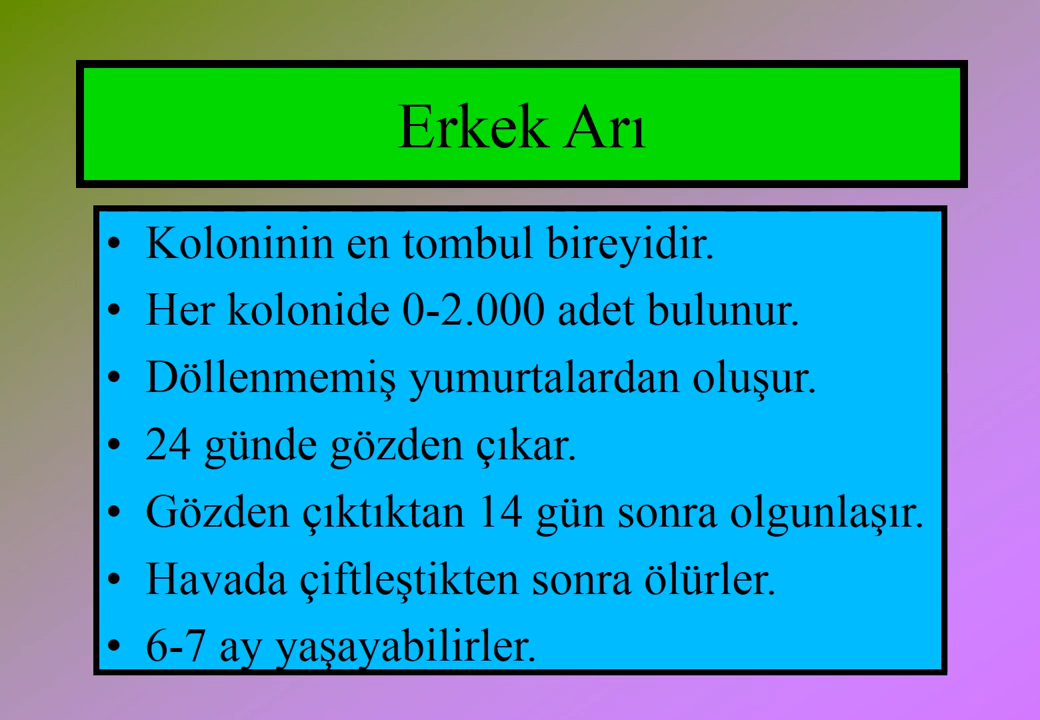 Erkek Arı
• Koloninin en tombul bireyidir.
• Her kolonide 0-2.000 adet bulunur.
• Döllenmemiş yumurtalardan oluşur.
• 24 günde gözden çıkar.
• Gözden çıktıktan 14 gün sonra olgunlaşır.
• Havada çiftleştikten sonra ölürler.
• 6-7 ay yaşayabilirler.